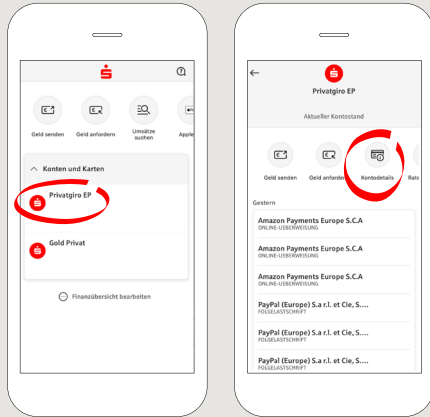 Geld senden
Geld anfordern
Umsätze
suchen
Apple
Konten und Karten
Privatgiro EP
Gold Privat
Finanzübersicht bearbeiten
Privatgiro EP
Aktueller Kontostand
Geld senden
Geld anforder
Kontodetails
Gestern
Amazon Payments Europe S.C.A
ONLINE-UEBERWEISUNG
Amazon Payments Europe S.C.A
ONLINE-UEBERWEISUNG
Amazon Payments Europe S.C.A
ONLINE-UEBERWEISUNG
PayPal (Europe) S.a r.l. et Cie, S....
FOLGELASTSCHRIFT
PayPal (Europe) S.a r.l. et Cie, S....
FOLGELASTSCHRIFT
PayPal (Europe) S.a r.l. et Cie, S....
FOLGELASTSCHRIFT